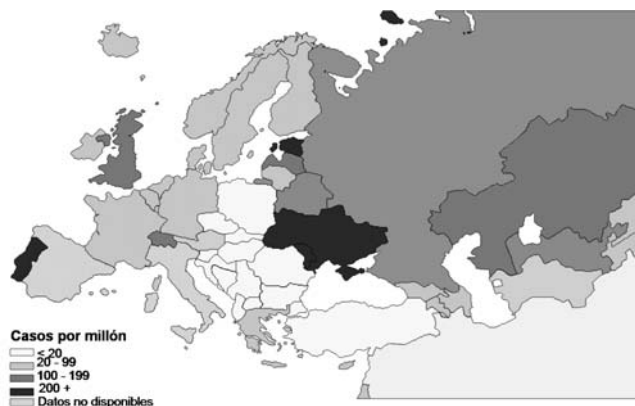 Casos por millón
< 20
20 - 99
100 - 199
200 +
Datos no disponibles